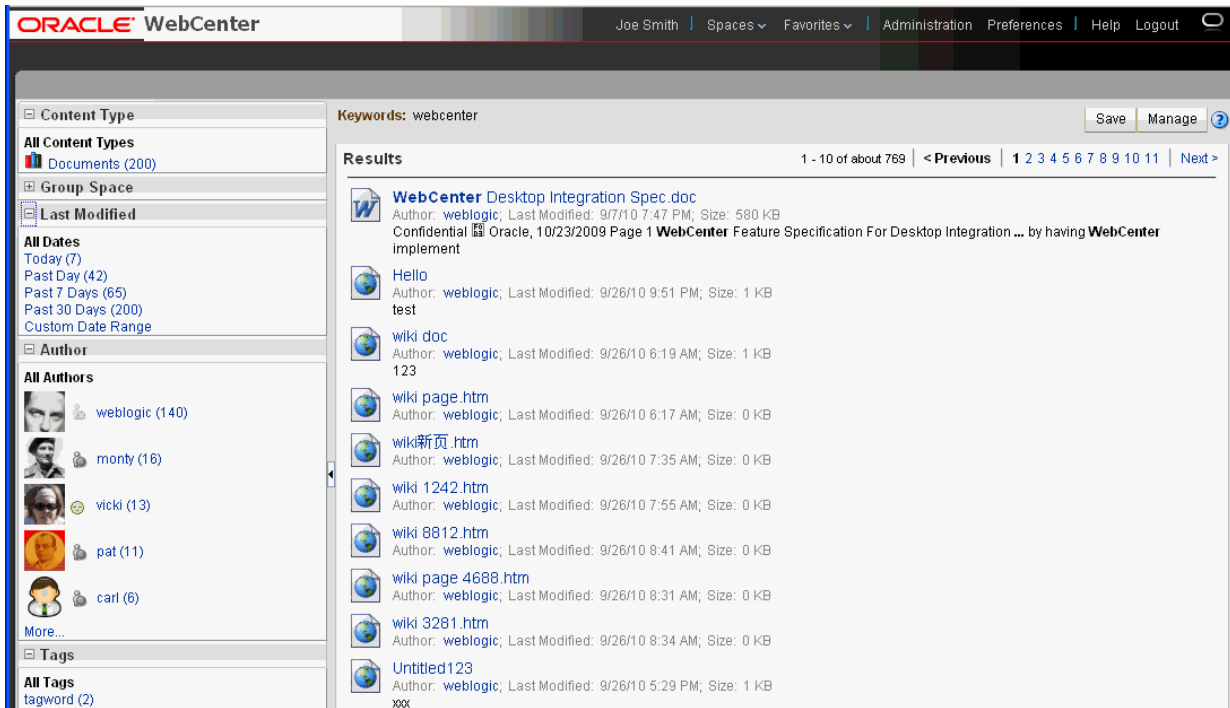 ORACLE WebCenter
Joe Smith | Spaces Favorites | Administration Preferences | Help Logout
Content Type
All Content Types
Documents (200)
Group Space
Last Modified
All Dates
Today (7)
Past Day (42)
Past 7 Days (65)
Past 30 Days (200)
Custom Date Range
Author
All Authors
weblogic (140)
monty (16)
vicki (13)
pat (11)
carl (6)
More...
Tags
All Tags
tagword (2)
Keywords: webcenter
Save Manage
Results
1 - 10 of about 769 | < Previous | 1 2 3 4 5 6 7 8 9 10 11 | Next >
WebCenter Desktop Integration Spec.doc
Author: weblogic; Last Modified: 9/7/10 7:47 PM; Size: 580 KB
Confidential Oracle, 10/23/2009 Page 1 WebCenter Feature Specification For Desktop Integration ... by having WebCenter
implement
Hello
Author: weblogic; Last Modified: 9/26/10 9:51 PM; Size: 1 KB
test
wiki doc
Author: weblogic; Last Modified: 9/26/10 6:19 AM; Size: 1 KB
123
wiki page.htm
Author: weblogic; Last Modified: 9/26/10 6:17 AM; Size: 0 KB
wiki新页.htm
Author: weblogic; Last Modified: 9/26/10 7:35 AM; Size: 0 KB
wiki 1242.htm
Author: weblogic; Last Modified: 9/26/10 7:55 AM; Size: 0 KB
wiki 8812.htm
Author: weblogic; Last Modified: 9/26/10 8:41 AM; Size: 0 KB
wiki page 4688.htm
Author: weblogic; Last Modified: 9/26/10 8:31 AM; Size: 0 KB
wiki 3281.htm
Author: weblogic; Last Modified: 9/26/10 8:34 AM; Size: 0 KB
Untitled123
Author: weblogic; Last Modified: 9/26/10 5:29 PM; Size: 1 KB
xxx